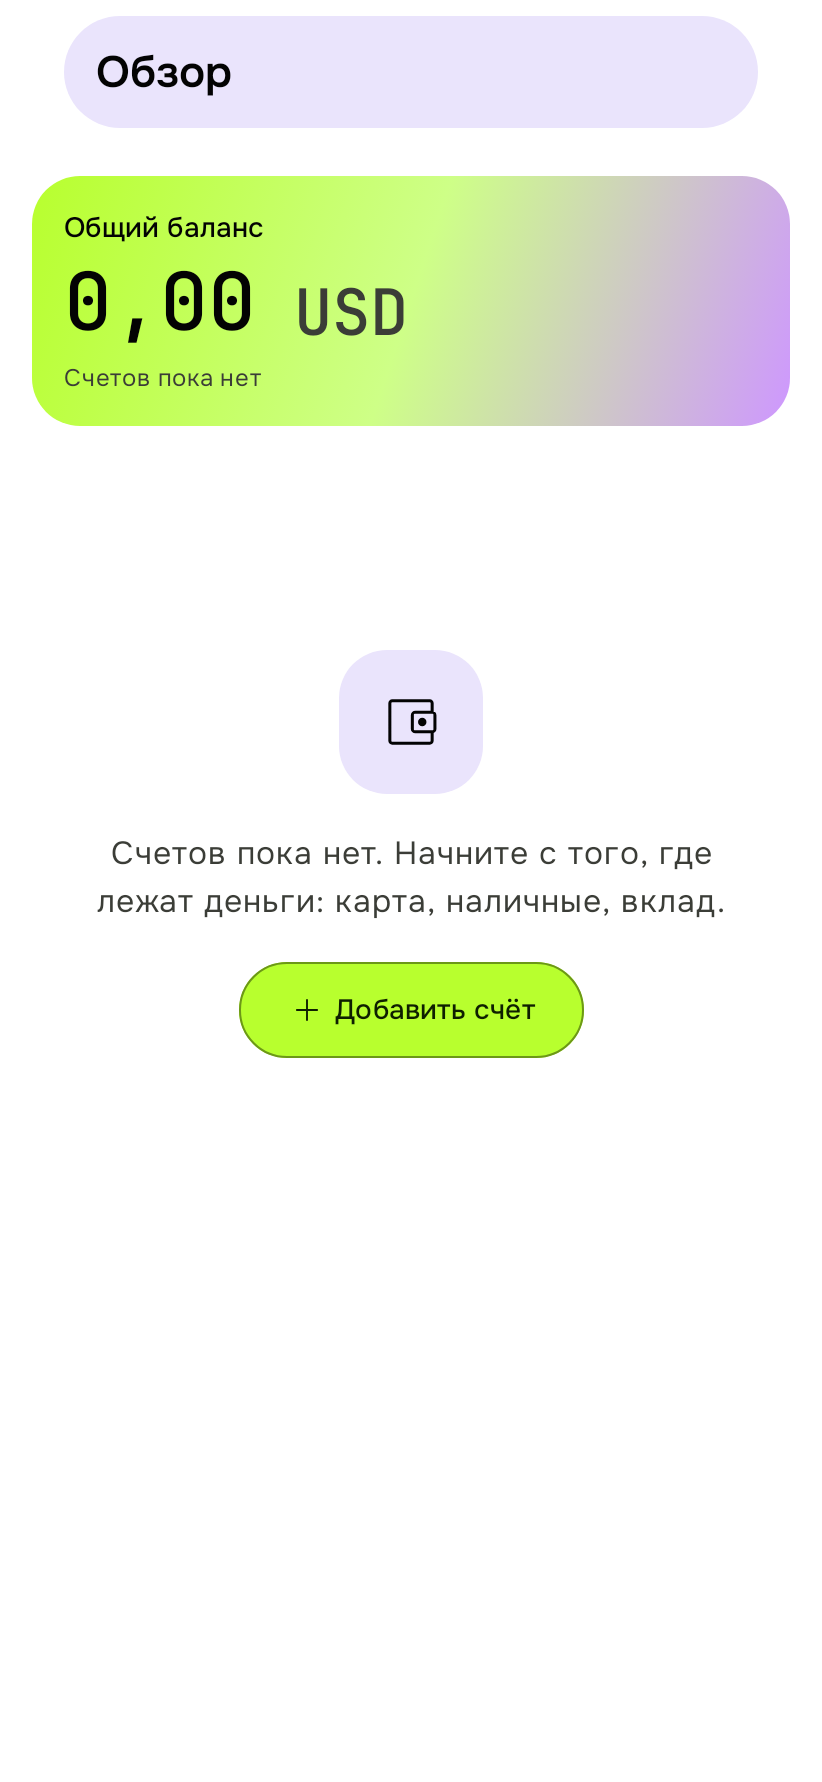 Обзор
Общий баланс
0,00 USD
Счетов пока нет
Счетов пока нет. Начните с того, где
лежат деньги: карта, наличные, вклад.
Добавить счёт